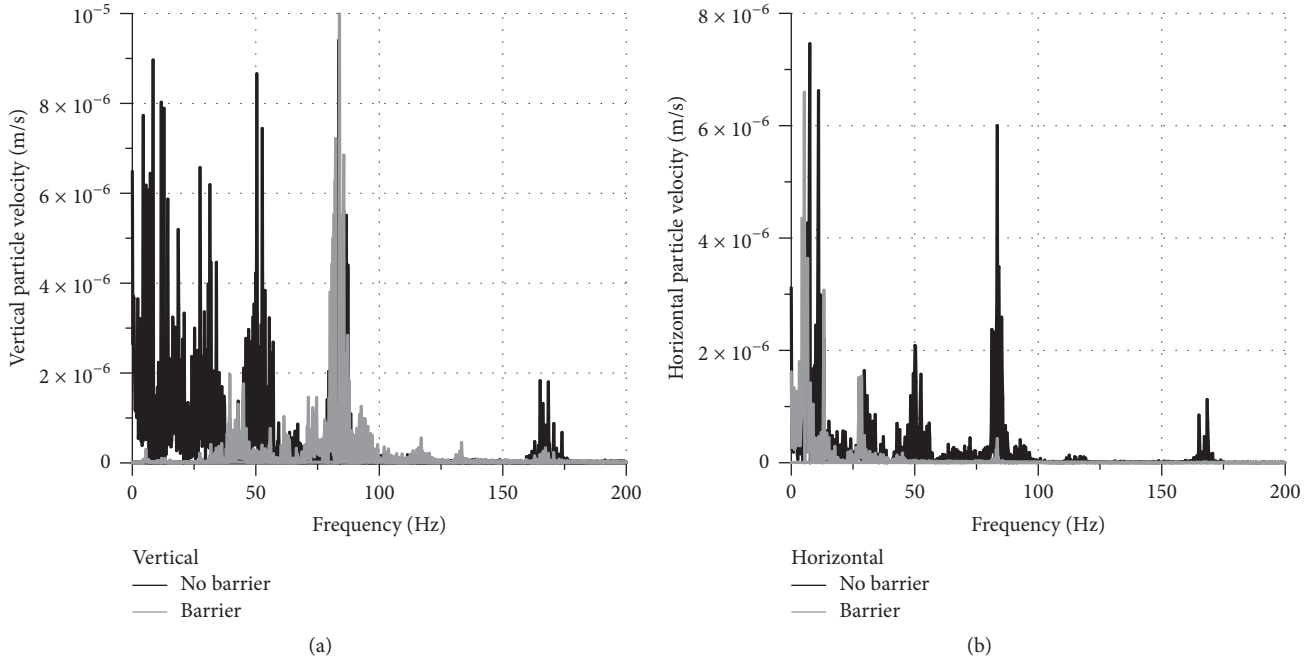 10⁻⁵
8 × 10⁻⁶
6 × 10⁻⁶
4 × 10⁻⁶
2 × 10⁻⁶
0
Vertical particle velocity (m/s)
0 50 100 150 200
Frequency (Hz)
Vertical
No barrier
Barrier
(a)
8 × 10⁻⁶
6 × 10⁻⁶
4 × 10⁻⁶
2 × 10⁻⁶
0
Horizontal particle velocity (m/s)
0 50 100 150 200
Frequency (Hz)
Horizontal
No barrier
Barrier
(b)